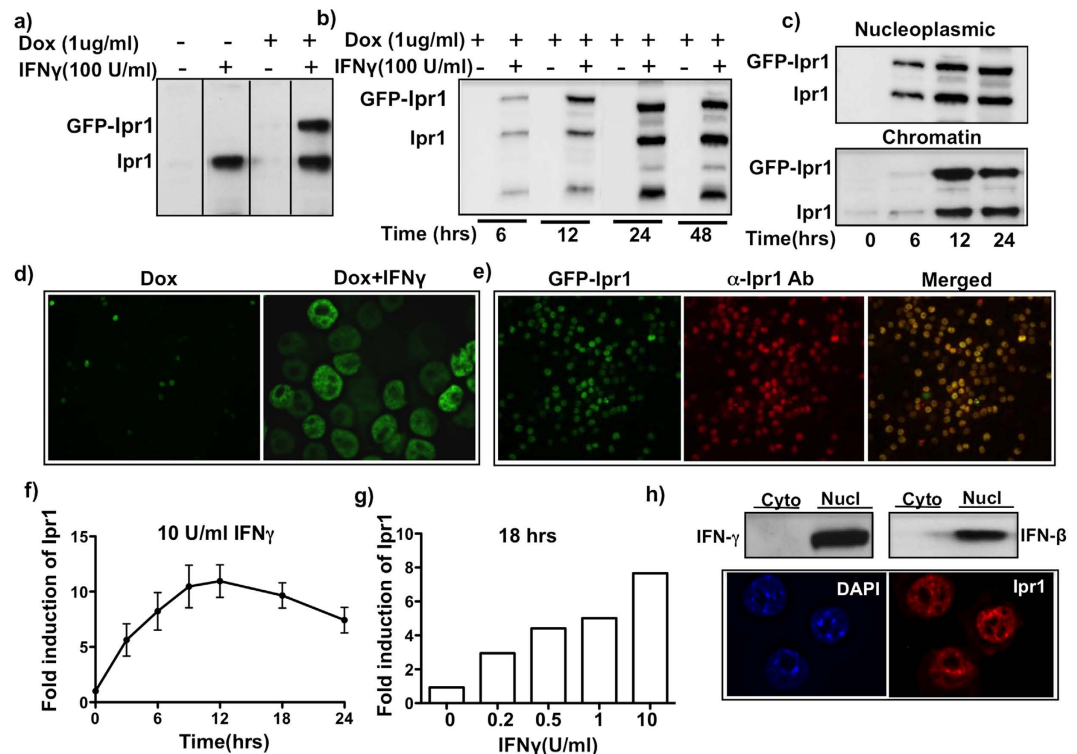 a)
Dox (1ug/ml) - - + +
IFNγ(100 U/ml) - + - +
GFP-Ipr1
Ipr1
b)
Dox (1ug/ml) + + + + + + + +
IFNγ(100 U/ml) - + - + - + - +
GFP-Ipr1
Ipr1
Time (hrs) 6 12 24 48
c)
Nucleoplasmic
GFP-Ipr1
Ipr1
Chromatin
GFP-Ipr1
Ipr1
Time(hrs) 0 6 12 24
d)
Dox Dox+IFNγ
e)
GFP-Ipr1 α-Ipr1 Ab Merged
f)
10 U/ml IFNγ
Fold induction of Ipr1
15
10
5
0
0 6 12 18 24
Time(hrs)
g)
18 hrs
Fold induction of Ipr1
10
8
6
4
2
0
0 0.2 0.5 1 10
IFNγ(U/ml)
h)
Cyto Nucl Cyto Nucl
IFN-γ IFN-β
DAPI Ipr1